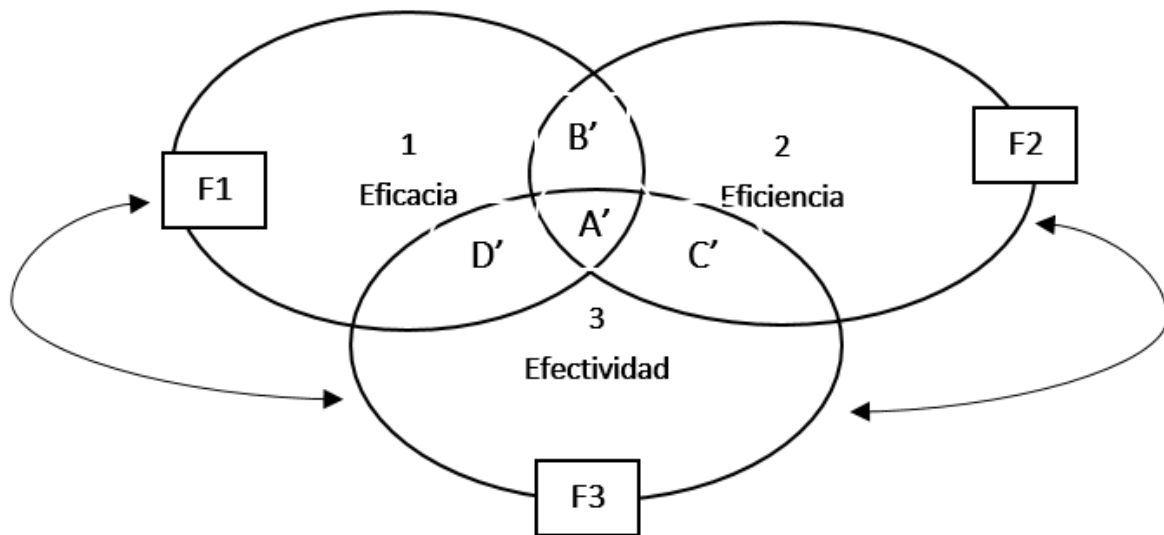 B’
1
2
F2
Eficacia
F1
Eficiencia
A’
D’
C’
3
Efectividad
F3